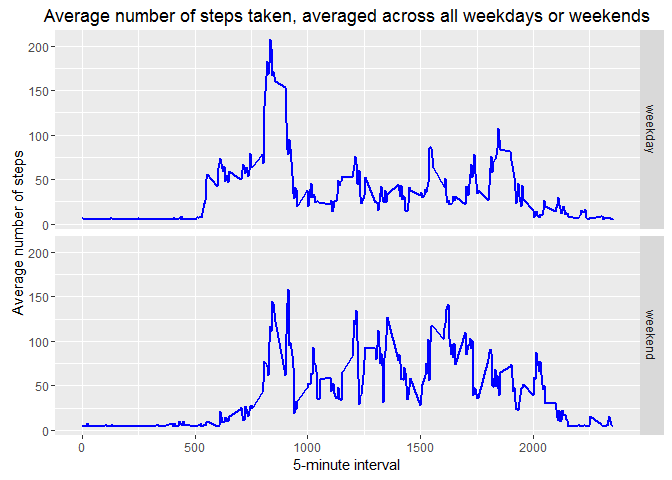 Average number of steps taken, averaged across all weekdays or weekends
Average number of steps
200
150
100
50
0
weekday
200
150
100
50
0
weekend
0 500 1000 1500 2000
5-minute interval